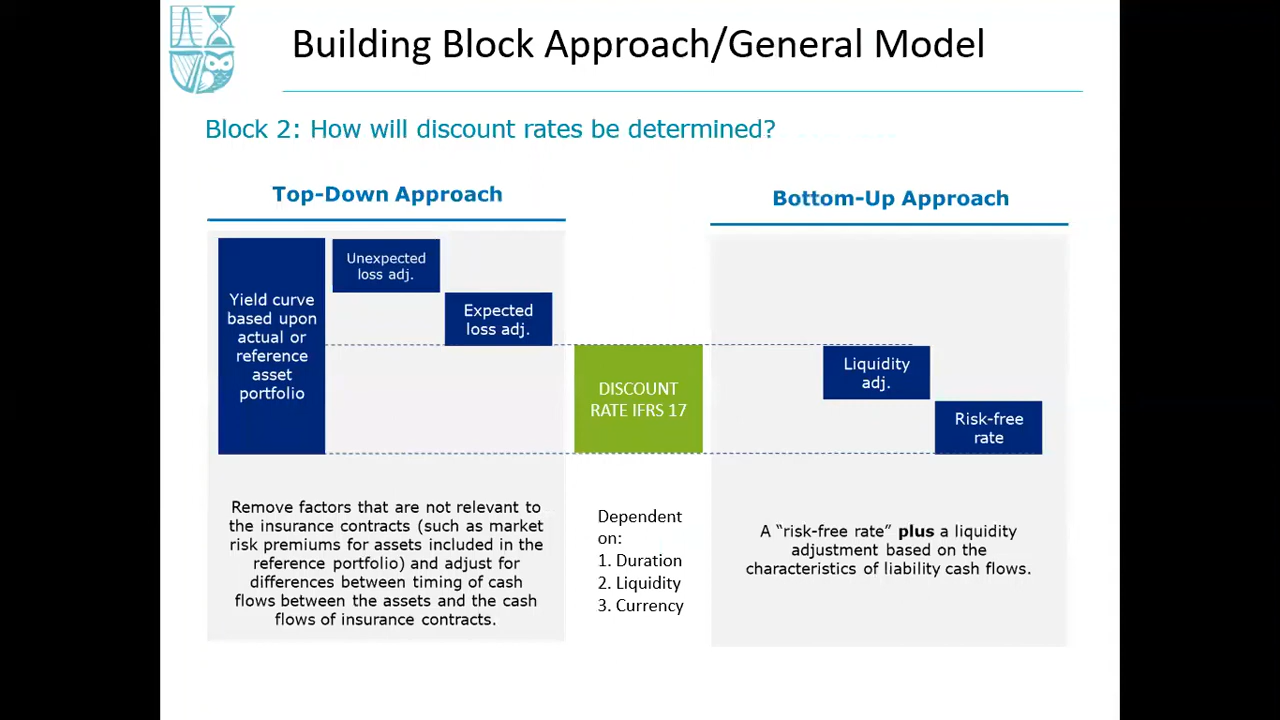 Building Block Approach/General Model
Block 2: How will discount rates be determined?
Top-Down Approach
Yield curve
based upon
actual or
reference
asset
portfolio
Unexpected
loss adj.
Expected
loss adj.
Remove factors that are not relevant to
the insurance contracts (such as market
risk premiums for assets included in the
reference portfolio) and adjust for
differences between timing of cash
flows between the assets and the cash
flows of insurance contracts.
DISCOUNT
RATE IFRS 17
Dependent
on:
1. Duration
2. Liquidity
3. Currency
Bottom-Up Approach
Liquidity
adj.
Risk-free
rate
A “risk-free rate” plus a liquidity
adjustment based on the
characteristics of liability cash flows.